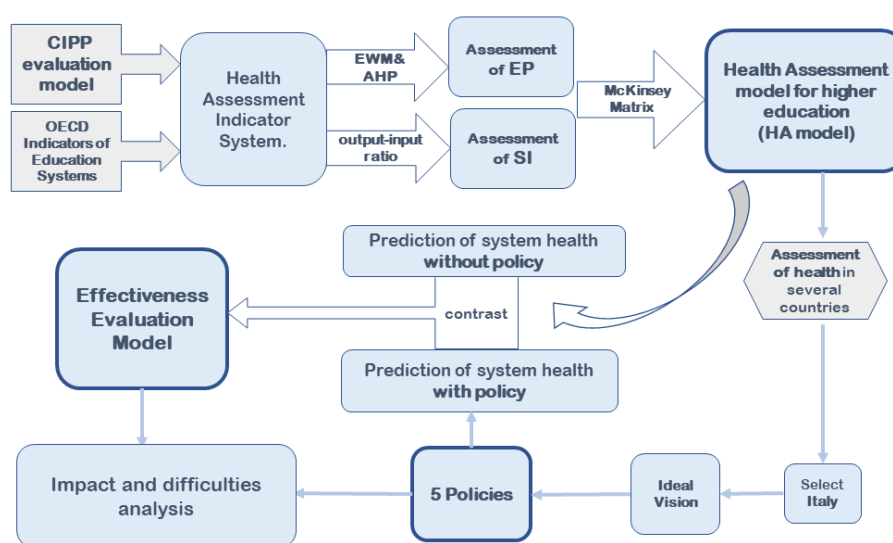 CIPP
evaluation
model
OECD
Indicators of
Education
Systems
Health
Assessment
Indicator
System.
EWM&
AHP
output-input
ratio
Assessment
of EP
Assessment
of SI
McKinsey
Matrix
Health Assessment
model for higher
education
(HA model)
Assessment
of health in
several
countries
Prediction of system health
without policy
contrast
Prediction of system health
with policy
Effectiveness
Evaluation
Model
Impact and difficulties
analysis
5 Policies
Ideal
Vision
Select
Italy